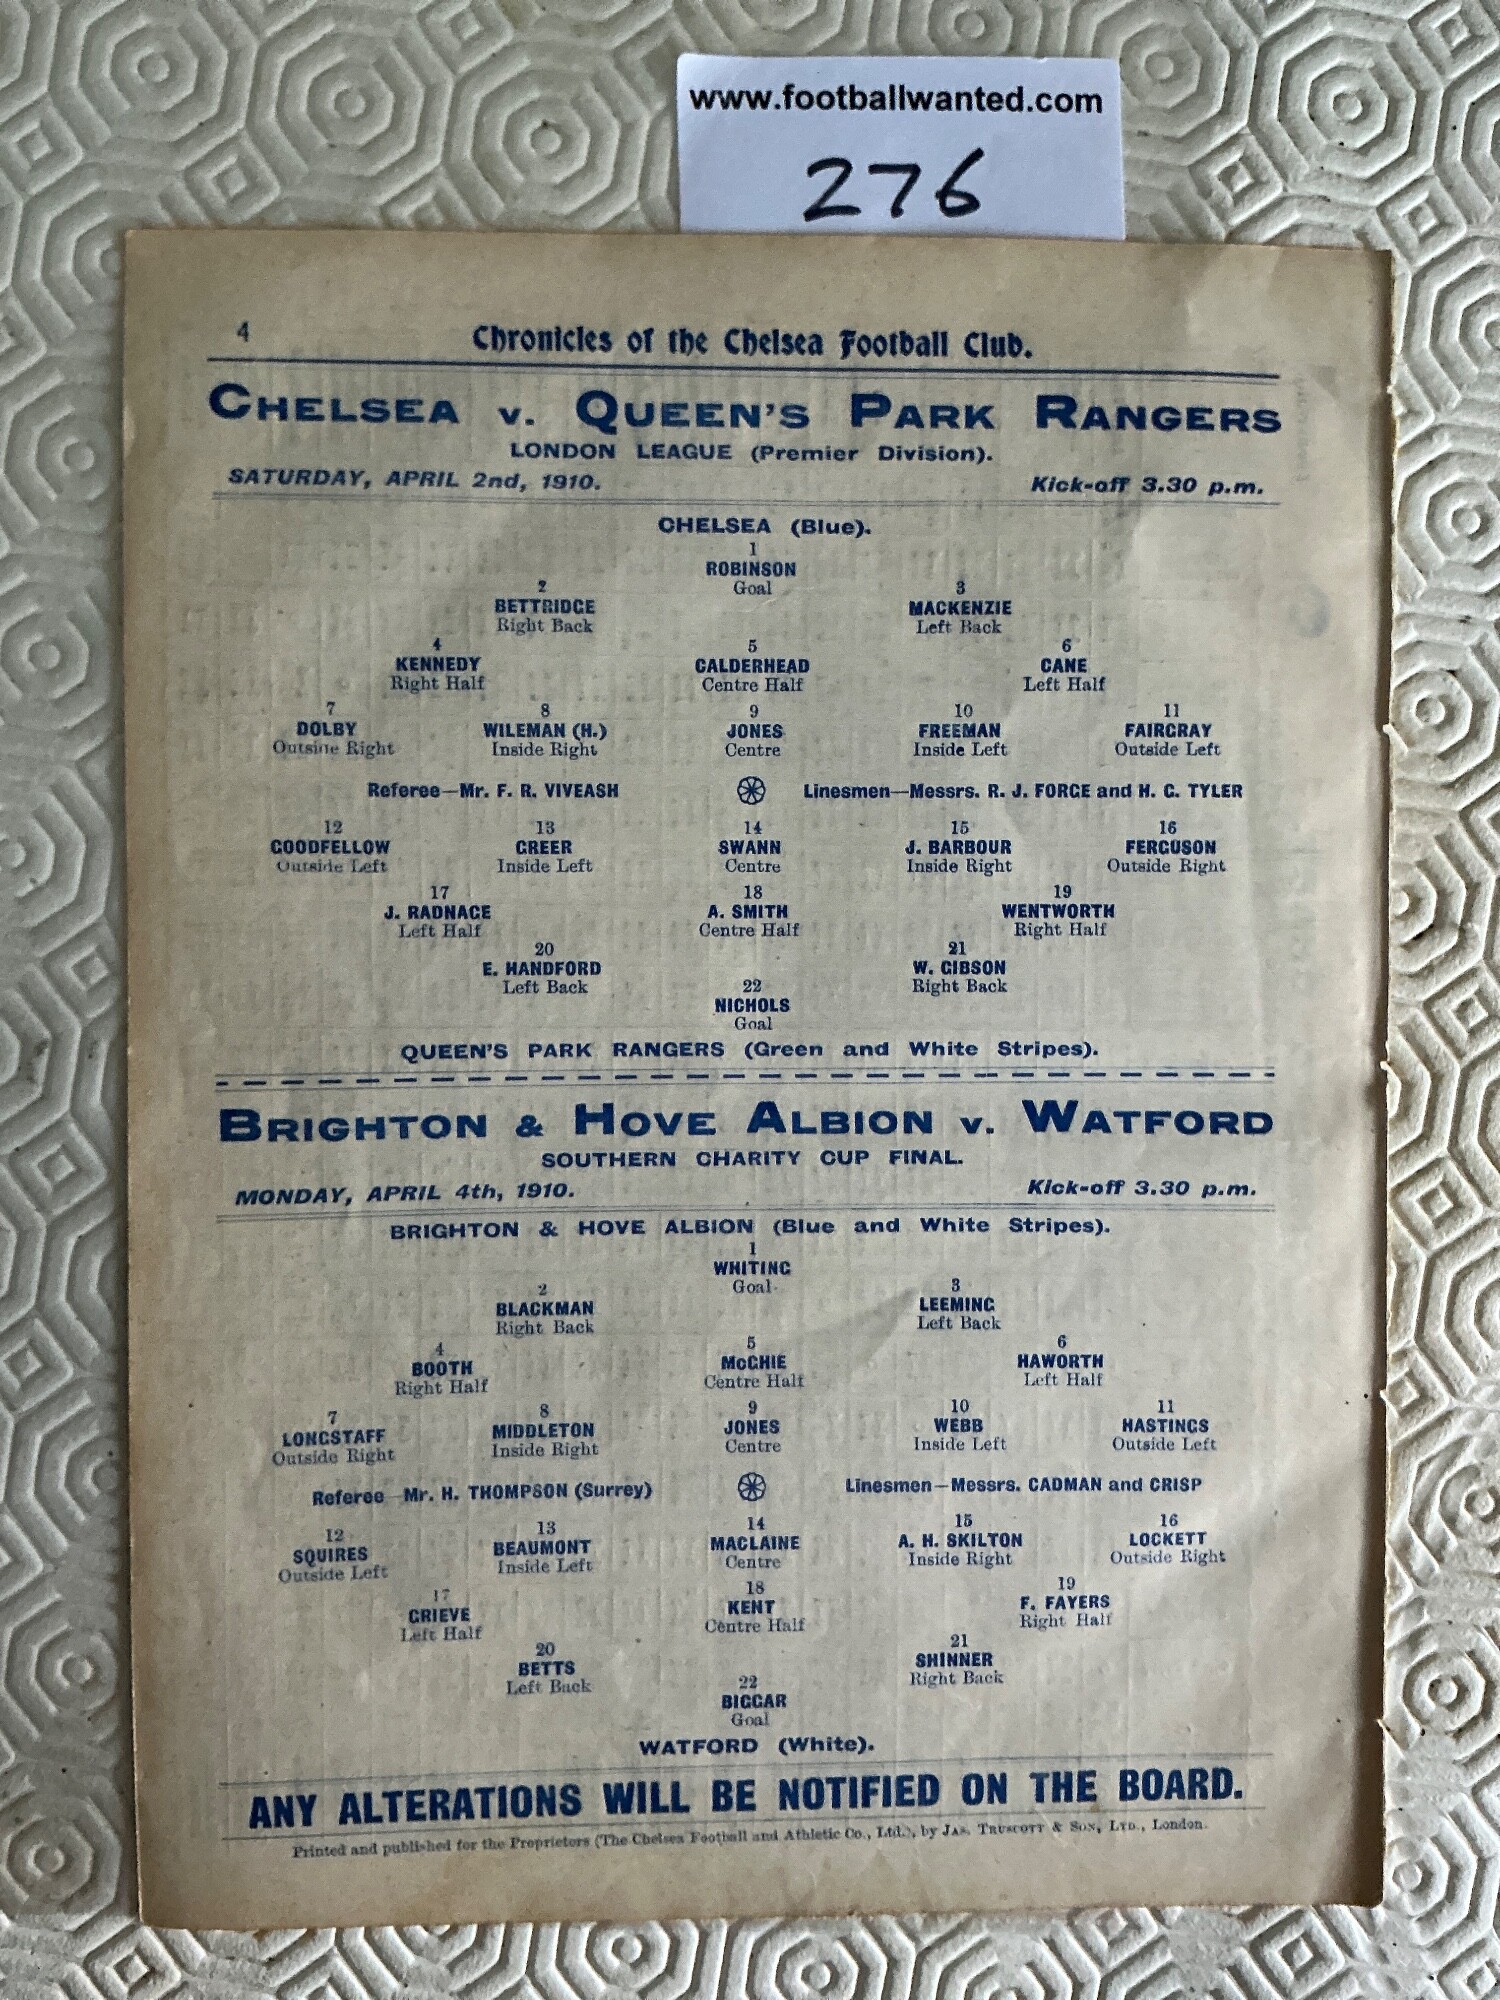 www.footballwanted.com
276
4 Chronicles of the Chelsea Football Club.
CHELSEA v. QUEEN'S PARK RANGERS
LONDON LEAGUE (Premier Division).
SATURDAY, APRIL 2nd, 1910. Kick-off 3.30 p.m.
CHELSEA (Blue).
1
ROBINSON
Goal
2 3
BETTRIDGE MACKENZIE
Right Back Left Back
4 5 6
KENNEDY CALDERHEAD CANE
Right Half Centre Half Left Half
7 8 9 10 11
DOLBY WILEMAN (H.) JONES FREEMAN FAIRGRAY
Outside Right Inside Right Centre Inside Left Outside Left
Referee—Mr. F. R. VIVEASH Linesmen—Messrs. R. J. FORGE and H. C. TYLER
12 13 14 15 16
GOODFELLOW GREER SWANN J. BARBOUR FERGUSON
Outside Left Inside Left Centre Inside Right Outside Right
17 18 19
J. RADNAGE A. SMITH WENTWORTH
Left Half Centre Half Right Half
20 21
E. HANDFORD W. GIBSON
Left Back Right Back
22
NICHOLS
Goal
QUEEN'S PARK RANGERS (Green and White Stripes).
BRIGHTON & HOVE ALBION v. WATFORD
SOUTHERN CHARITY CUP FINAL.
MONDAY, APRIL 4th, 1910. Kick-off 3.30 p.m.
BRIGHTON & HOVE ALBION (Blue and White Stripes).
1
WHITING
Goal
2 3
BLACKMAN LEEMING
Right Back Left Back
4 5 6
BOOTH McGHIE HAWORTH
Right Half Centre Half Left Half
7 8 9 10 11
LONGSTAFF MIDDLETON JONES WEBB HASTINGS
Outside Right Inside Right Centre Inside Left Outside Left
Referee—Mr. H. THOMPSON (Surrey) Linesmen—Messrs. CADMAN and CRISP
12 13 14 15 16
SQUIRES BEAUMONT MACLAINE A. H. SKILTON LOCKETT
Outside Left Inside Left Centre Inside Right Outside Right
17 18 19
GRIEVE KENT F. FAYERS
Left Half Centre Half Right Half
20 21
BETTS SHINNER
Left Back Right Back
22
BIGGAR
Goal
WATFORD (White).
ANY ALTERATIONS WILL BE NOTIFIED ON THE BOARD.
Printed and published for the Proprietors (The Chelsea Football and Athletic Co., Ltd.), by JAS. TRUSCOTT & SON, LTD., London.